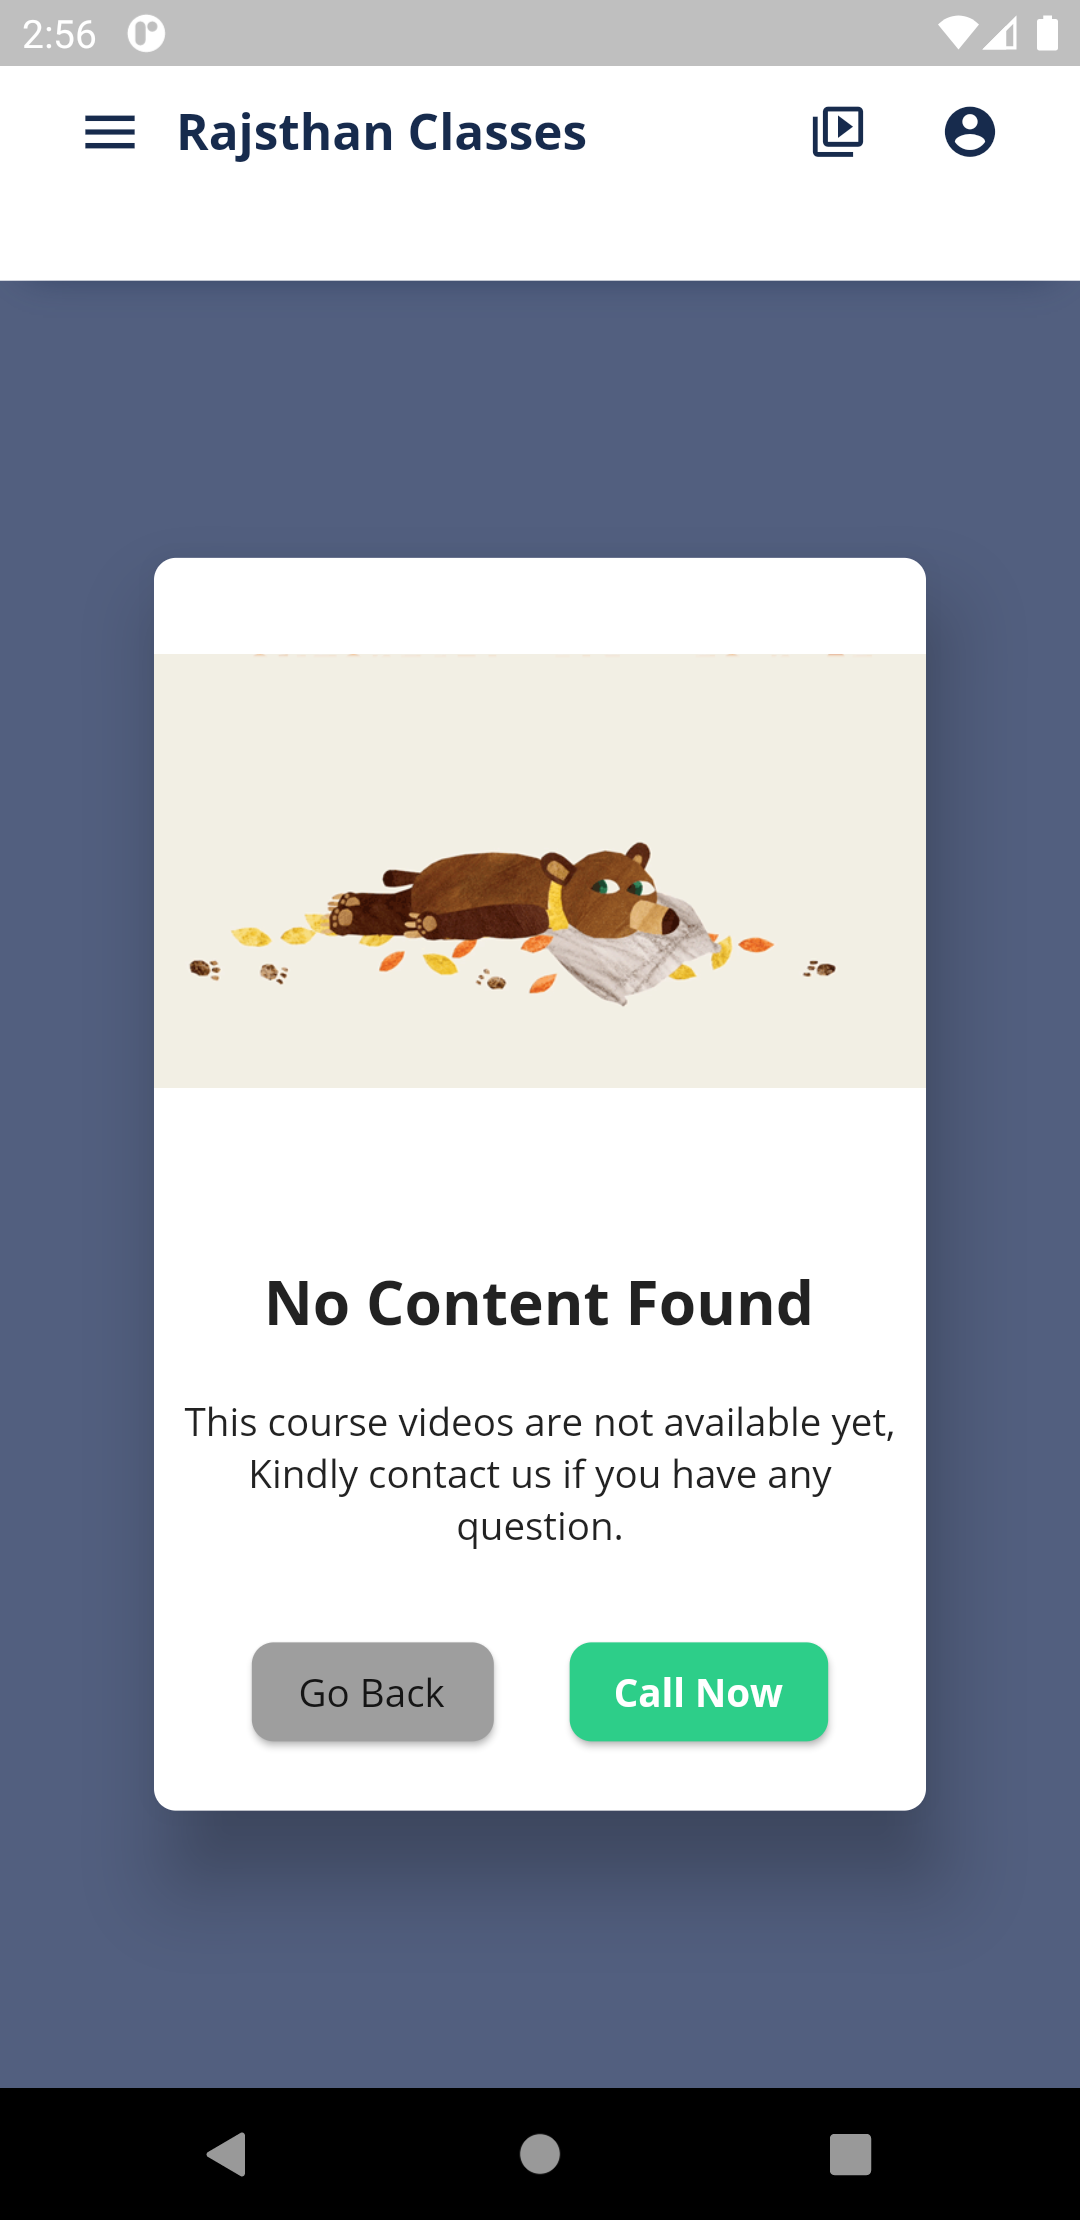 2:56
Rajsthan Classes
No Content Found
This course videos are not available yet,
Kindly contact us if you have any
question.
Go Back
Call Now